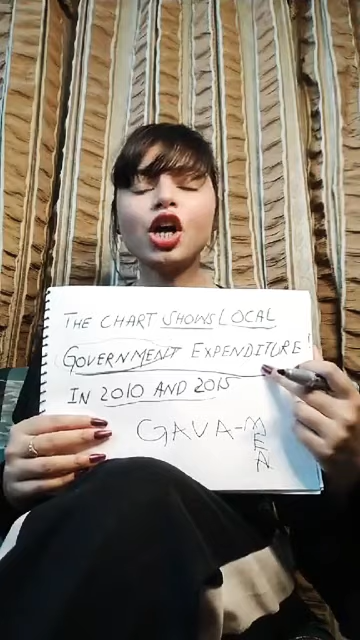 THE CHART SHOWS LOCAL
GOVERNMENT EXPENDITURE!
IN 2010 AND 2015
GAVA-MEN